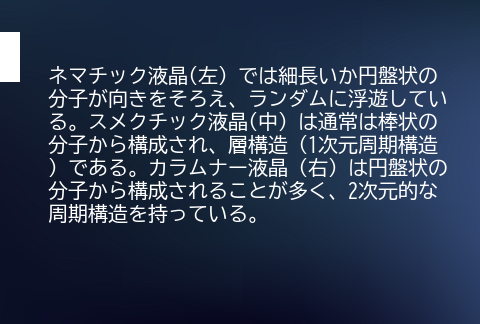 ネマチック液晶(左）では細長いか円盤状の
分子が向きをそろえ、ランダムに浮遊してい
る。スメクチック液晶(中）は通常は棒状の
分子から構成され、層構造（1次元周期構造
）である。カラムナー液晶（右）は円盤状の
分子から構成されることが多く、2次元的な
周期構造を持っている。